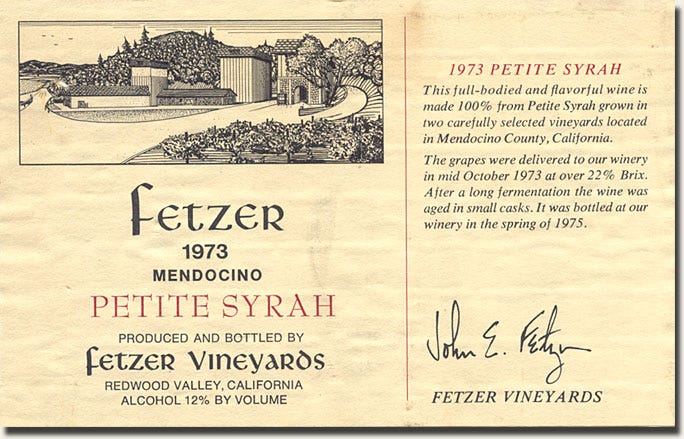 Fetzer
1973
MENDOCINO
PETITE SYRAH
PRODUCED AND BOTTLED BY
Fetzer Vineyards
REDWOOD VALLEY, CALIFORNIA
ALCOHOL 12% BY VOLUME
1973 PETITE SYRAH
This full-bodied and flavorful wine is
made 100% from Petite Syrah grown in
two carefully selected vineyards located
in Mendocino County, California.
The grapes were delivered to our winery
in mid October 1973 at over 22% Brix.
After a long fermentation the wine was
aged in small casks. It was bottled at our
winery in the spring of 1975.
John E. Fetzer
FETZER VINEYARDS